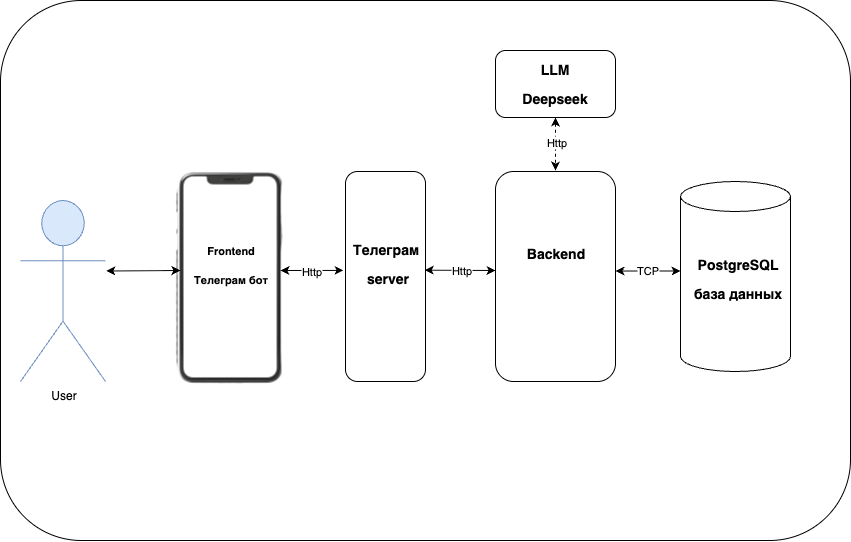 LLM
Deepseek
Http
Frontend
Телеграм бот
Http
Телеграм
server
Http
Backend
TCP
PostgreSQL
база данных
User